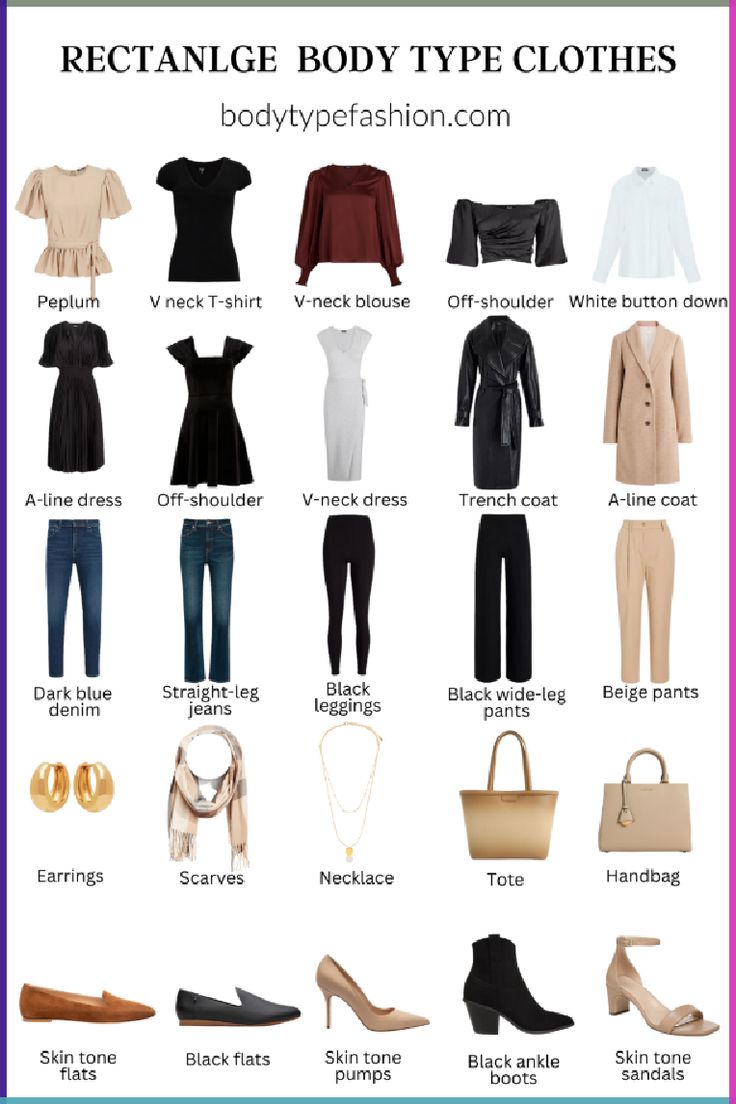 RECTANLGE BODY TYPE CLOTHES
bodytypefashion.com
Peplum
V neck T-shirt
V-neck blouse
Off-shoulder
White button down
A-line dress
Off-shoulder
V-neck dress
Trench coat
A-line coat
Dark blue
denim
Straight-leg
jeans
Black
leggings
Black wide-leg
pants
Beige pants
Earrings
Scarves
Necklace
Tote
Handbag
Skin tone
flats
Black flats
Skin tone
pumps
Black ankle
boots
Skin tone
sandals